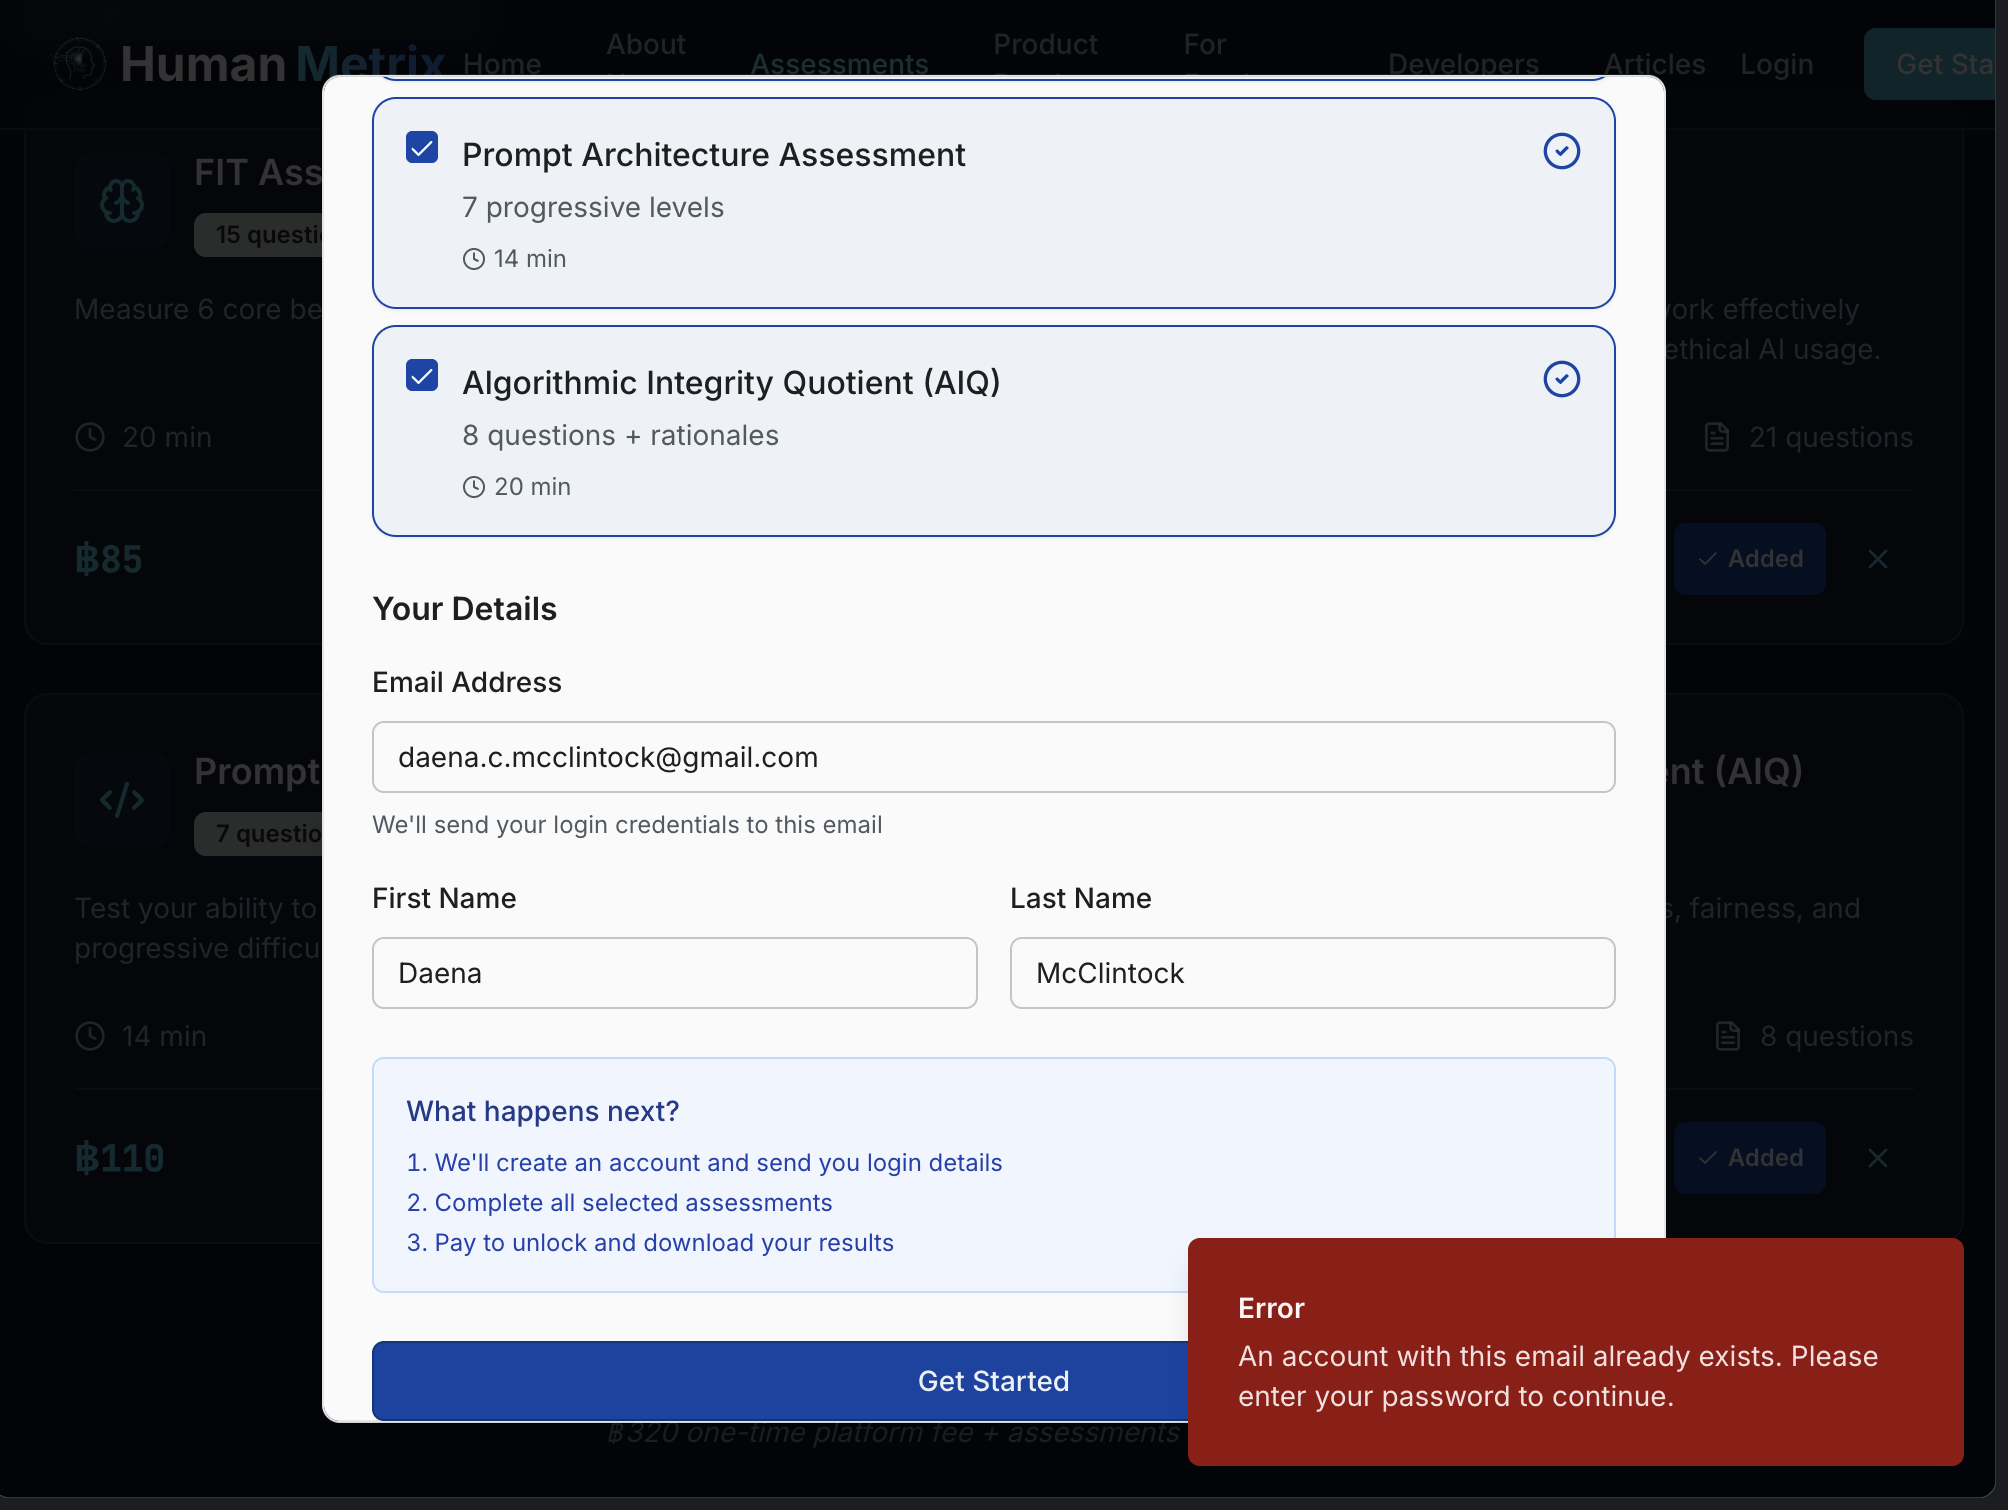 Human Metrix
Home
About
Assessments
Product
For
Developers
Articles
Login
Get Sta
FIT Ass
15 questi
Measure 6 core be
20 min
฿85
Prompt Architecture Assessment
7 progressive levels
14 min
Algorithmic Integrity Quotient (AIQ)
8 questions + rationales
20 min
work effectively
ethical AI usage.
21 questions
Added
Your Details
Email Address
daena.c.mcclintock@gmail.com
We'll send your login credentials to this email
First Name
Last Name
Daena
McClintock
Prompt
7 questio
Test your ability to
progressive difficu
14 min
฿110
ent (AIQ)
s, fairness, and
8 questions
Added
What happens next?
1. We'll create an account and send you login details
2. Complete all selected assessments
3. Pay to unlock and download your results
Get Started
฿320 one-time platform fee + assessments
Error
An account with this email already exists. Please
enter your password to continue.